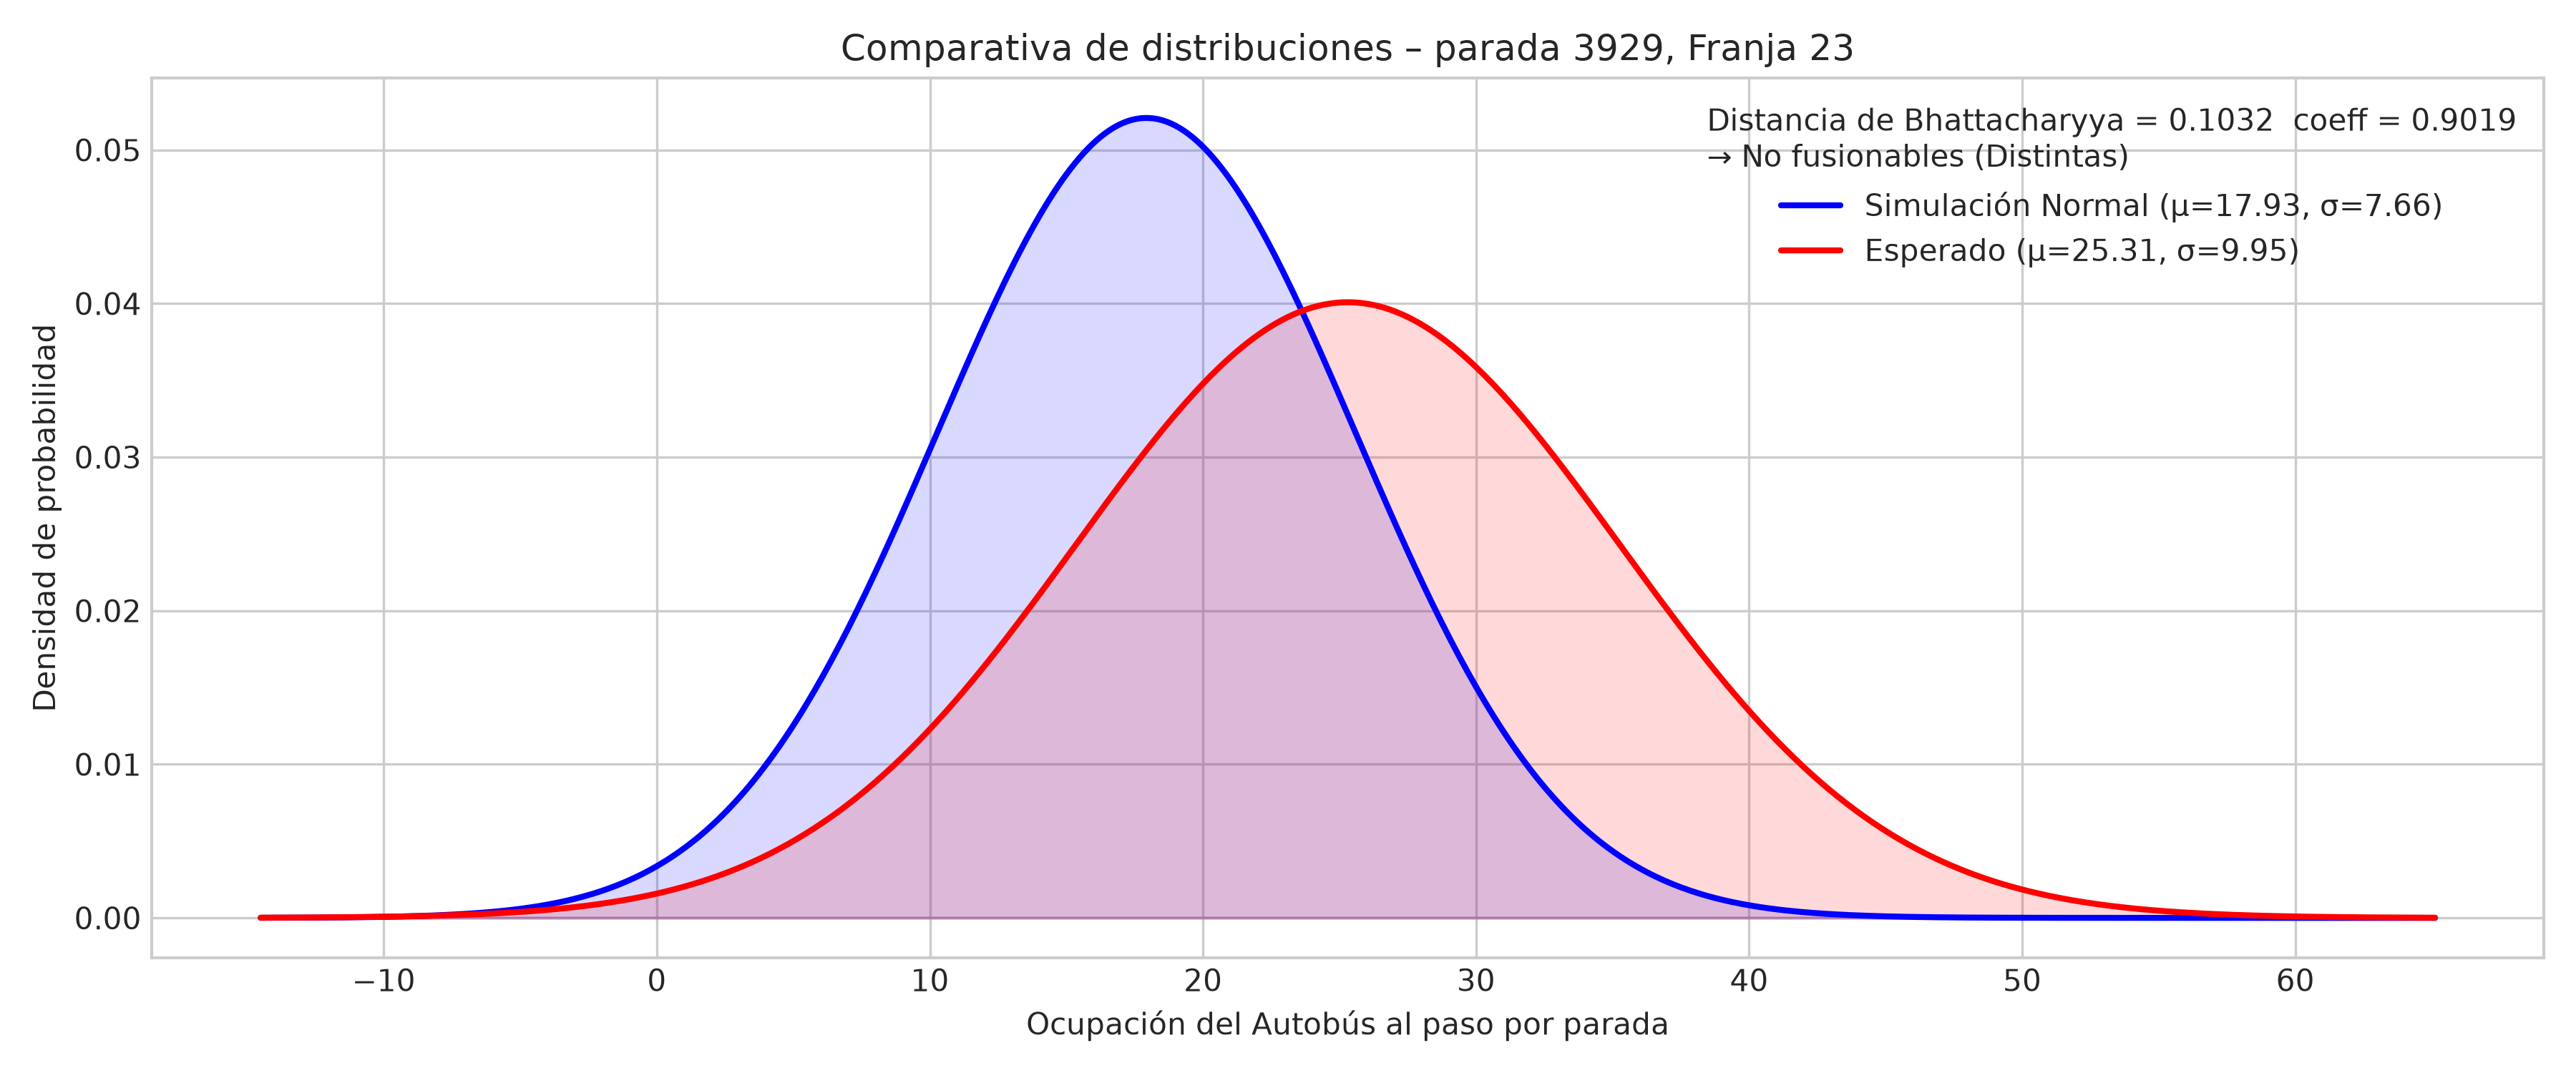 Comparativa de distribuciones – parada 3929, Franja 23
Distancia de Bhattacharyya = 0.1032  coeff = 0.9019
→ No fusionables (Distintas)
Simulación Normal (μ=17.93, σ=7.66)
Esperado (μ=25.31, σ=9.95)
Densidad de probabilidad
0.05
0.04
0.03
0.02
0.01
0.00
−10 0 10 20 30 40 50 60
Ocupación del Autobús al paso por parada